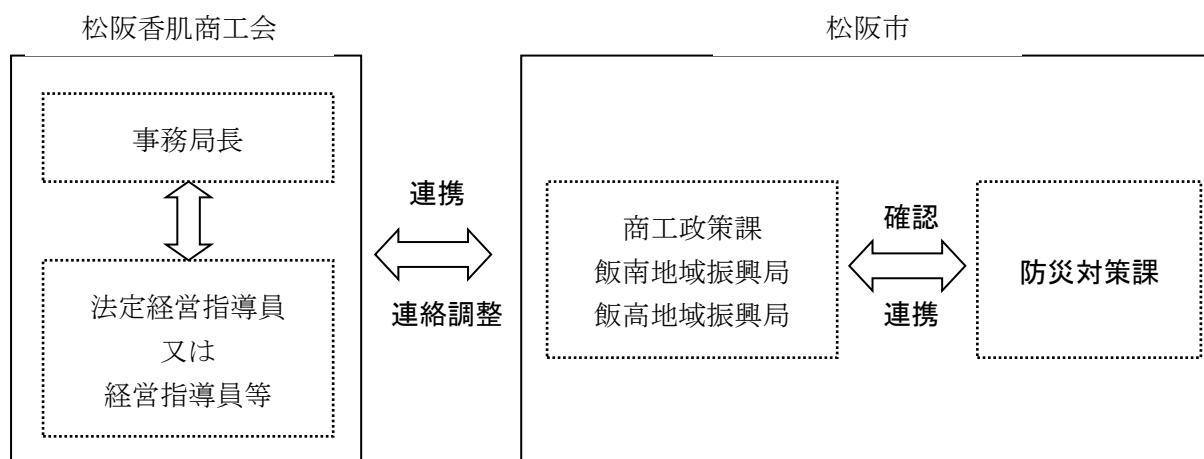 松阪香肌商工会
事務局長
法定経営指導員
又は
経営指導員等
連携
連絡調整
松阪市
商工政策課
飯南地域振興局
飯高地域振興局
確認
連携
防災対策課